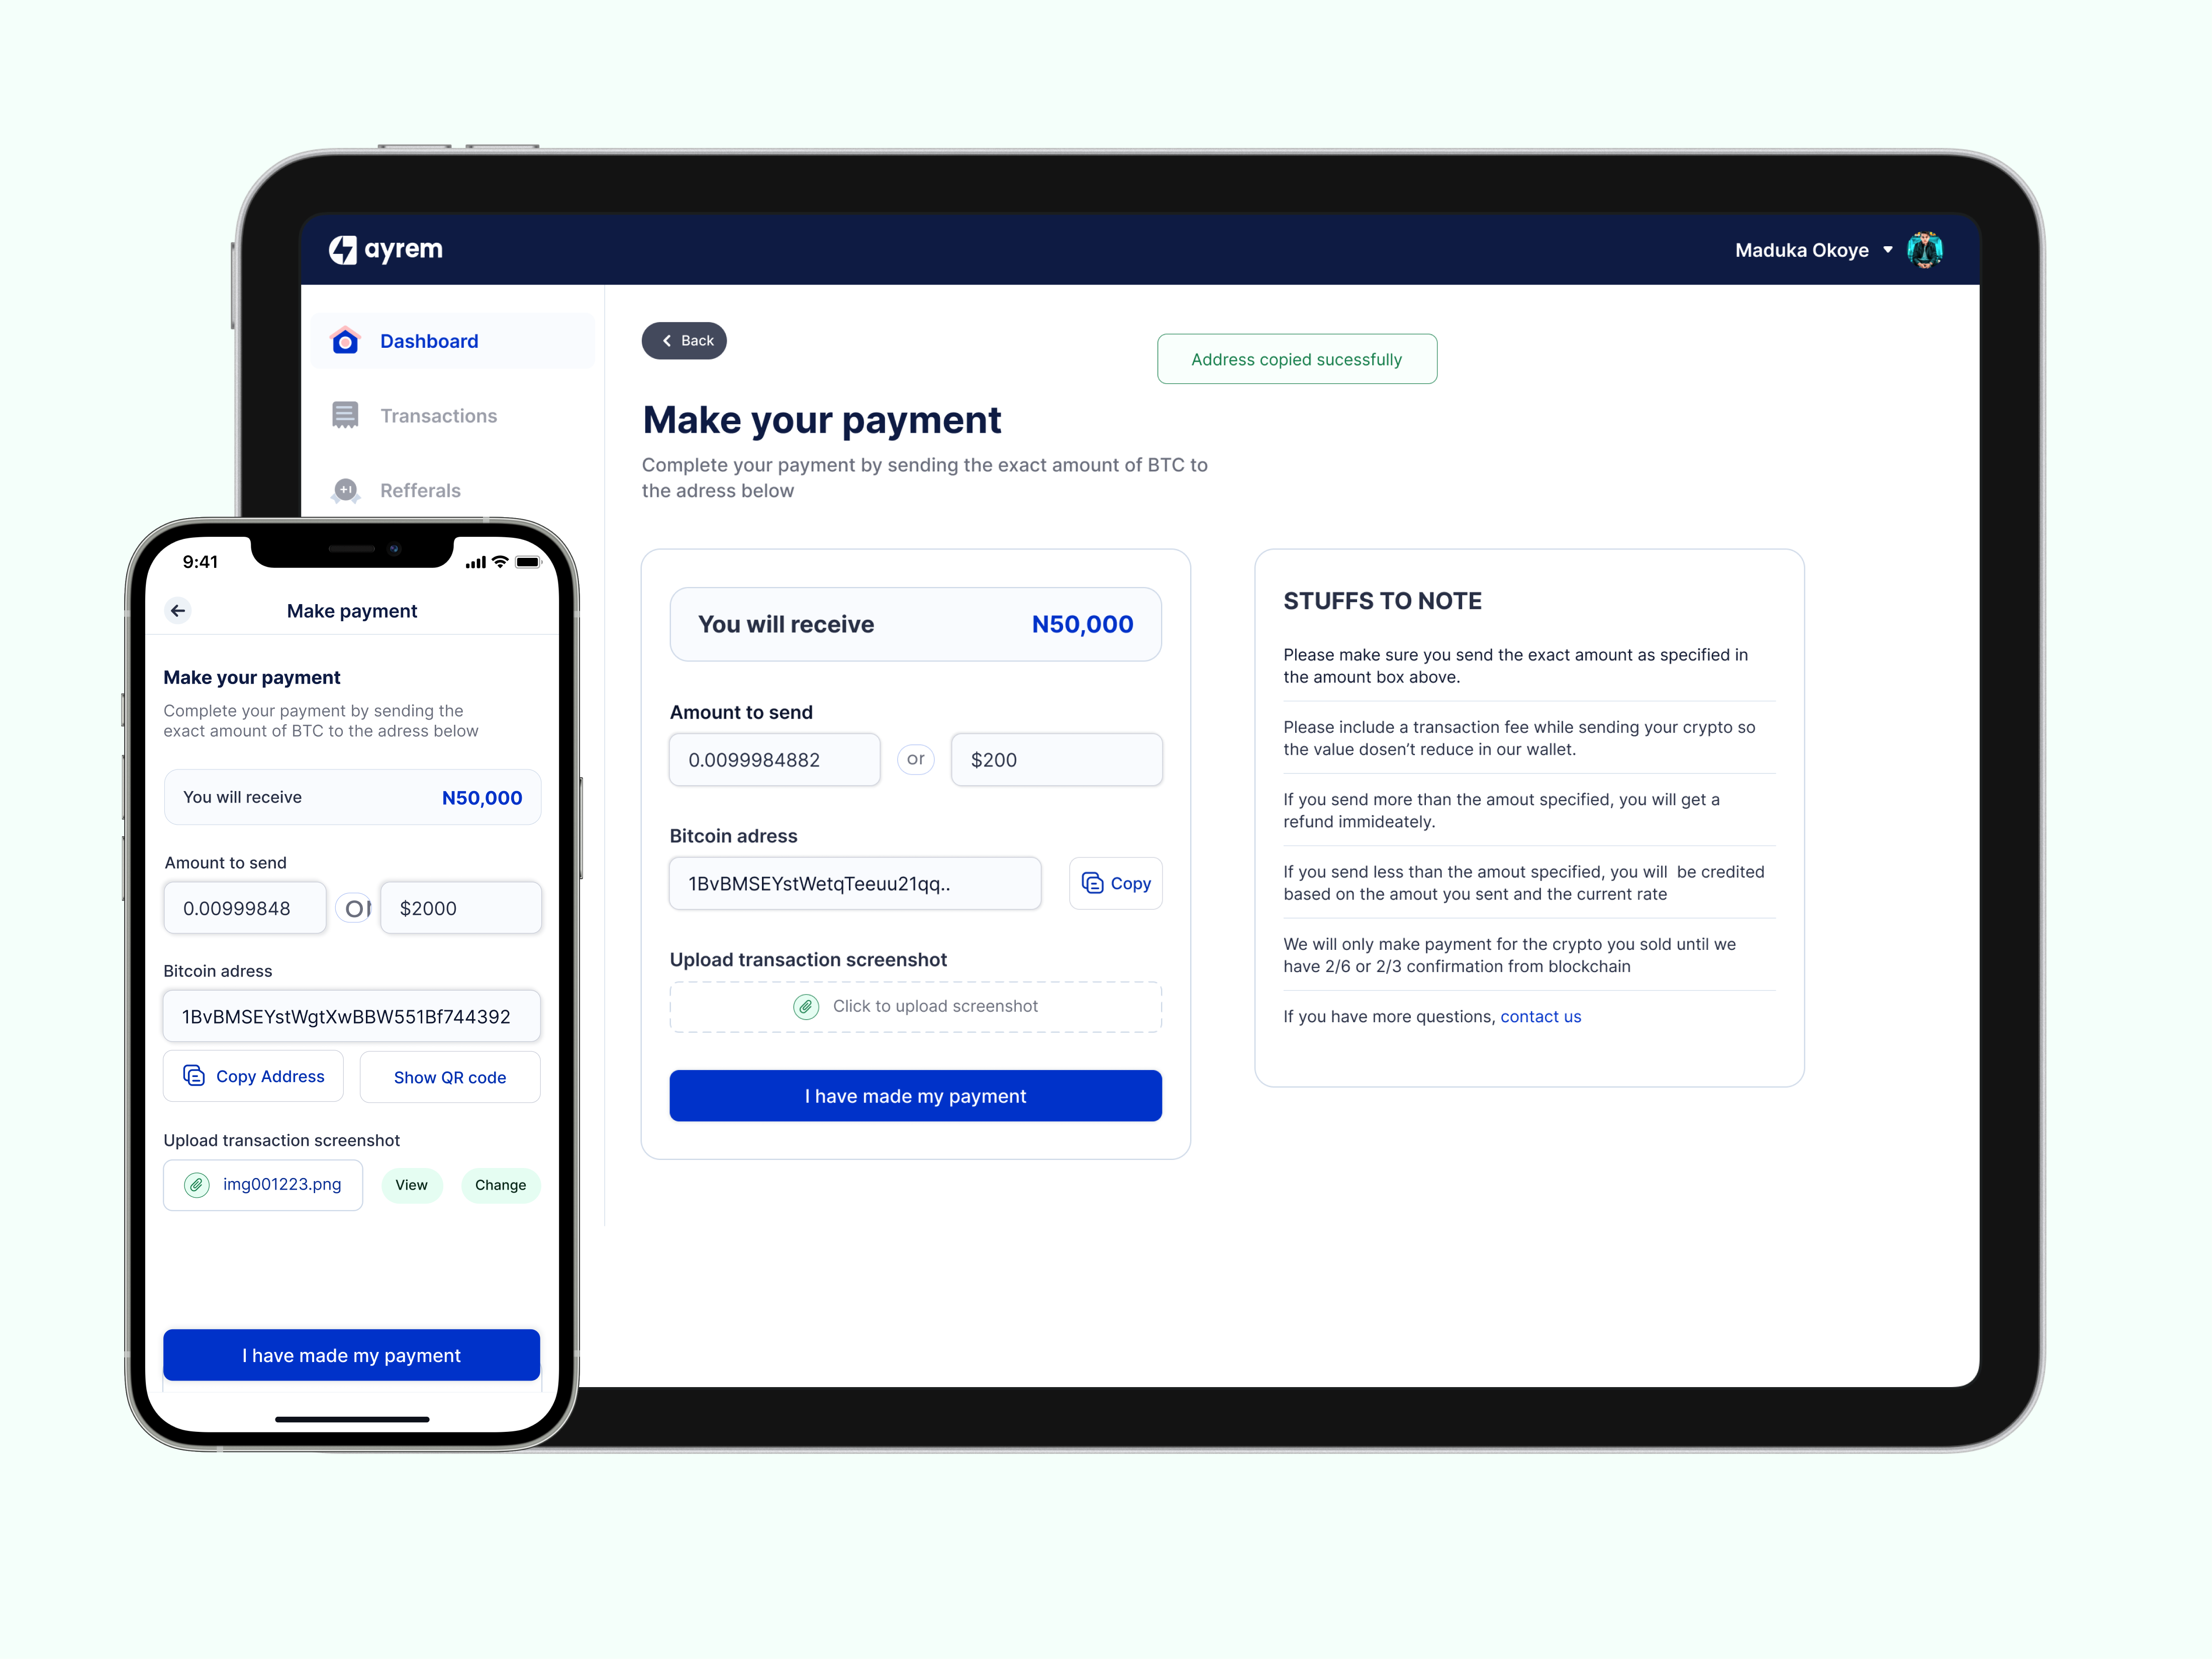 ayrem
Maduka Okoye
Dashboard
Transactions
Refferals
Back
Address copied sucessfully
Make your payment
Complete your payment by sending the exact amount of BTC to
the adress below
You will receive N50,000
Amount to send
0.0099984882 or $200
Bitcoin adress
1BvBMSEYstWetqTeeuu21qq.. Copy
Upload transaction screenshot
Click to upload screenshot
I have made my payment
STUFFS TO NOTE
Please make sure you send the exact amount as specified in
the amount box above.
Please include a transaction fee while sending your crypto so
the value dosen’t reduce in our wallet.
If you send more than the amout specified, you will get a
refund immideately.
If you send less than the amout specified, you will  be credited
based on the amout you sent and the current rate
We will only make payment for the crypto you sold until we
have 2/6 or 2/3 confirmation from blockchain
If you have more questions, contact us
9:41
Make payment
Make your payment
Complete your payment by sending the
exact amount of BTC to the adress below
You will receive N50,000
Amount to send
0.00999848 or $2000
Bitcoin adress
1BvBMSEYstWgtXwBBW551Bf744392
Copy Address Show QR code
Upload transaction screenshot
img001223.png View Change
I have made my payment